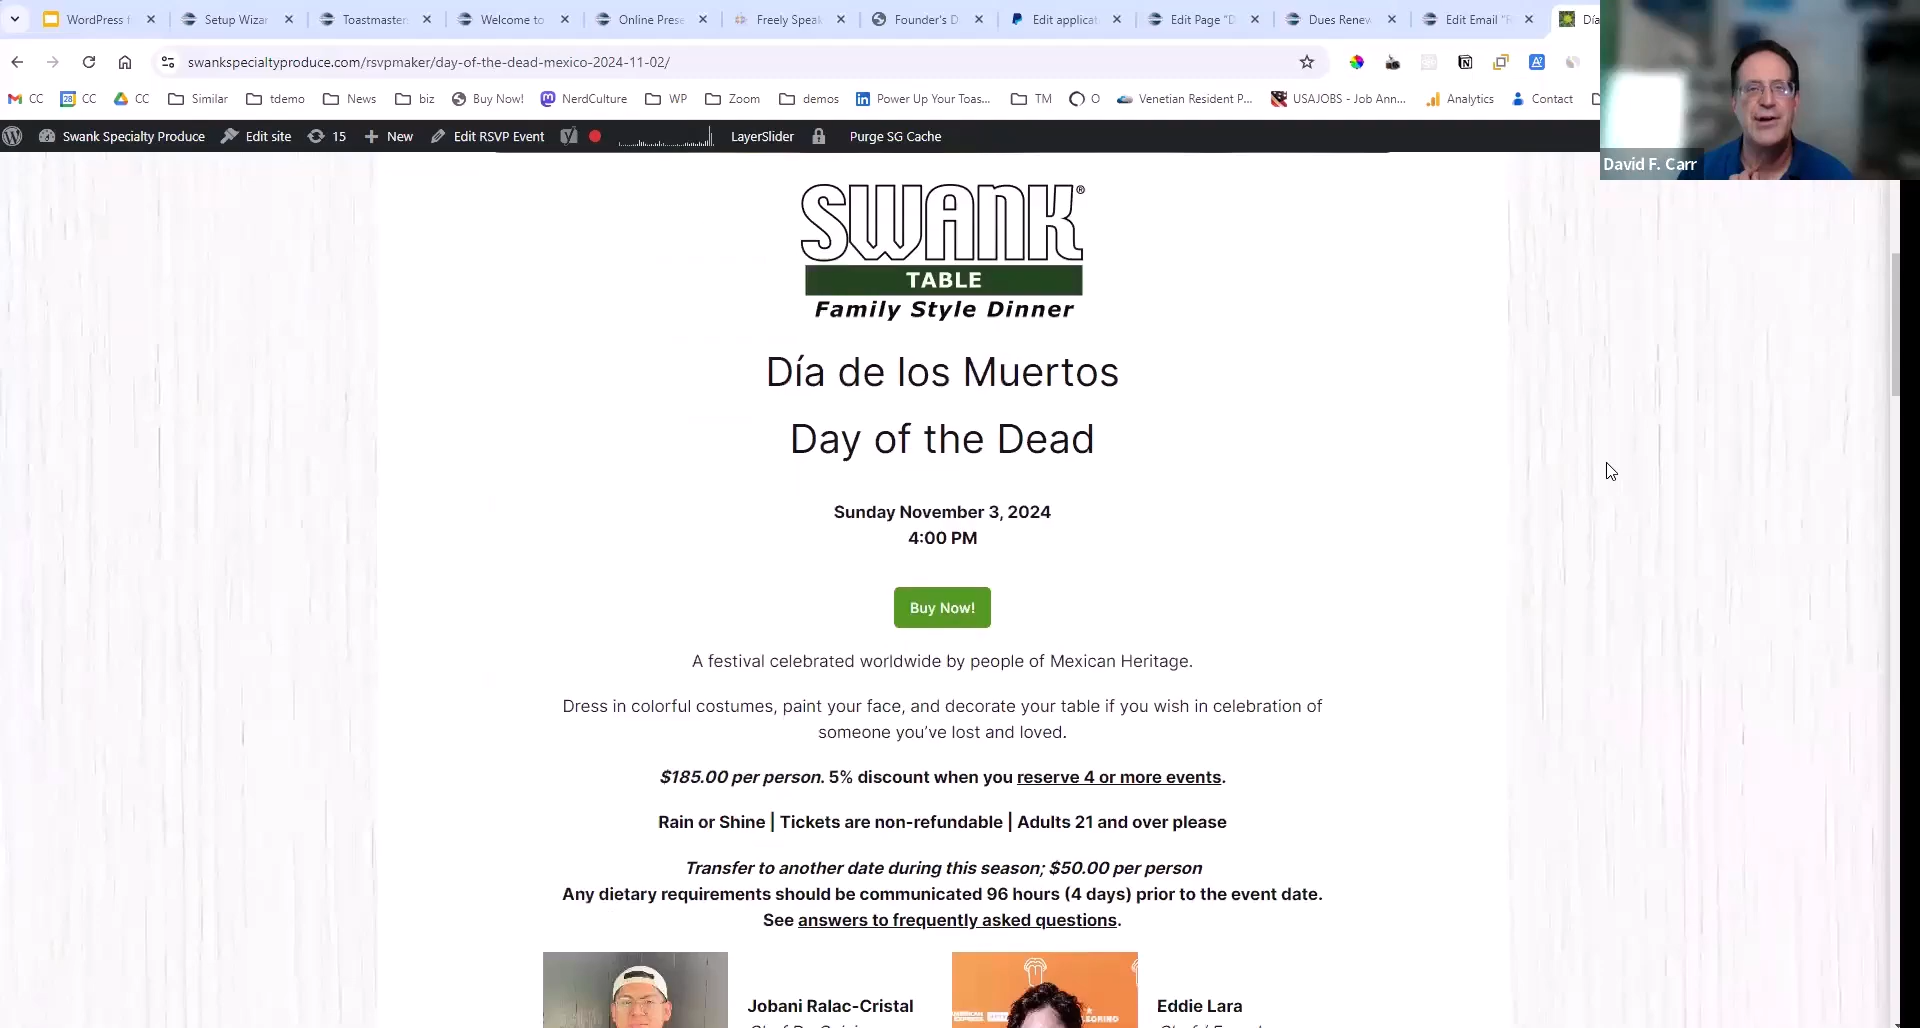 WordPress f
Setup Wizar
Toastmasters
Welcome to
Online Prese
Freely Speak
Founder's D
Edit applicat
Edit Page "D
Dues Renew
Edit Email "R
Día
swankspecialtyproduce.com/rsvpmaker/day-of-the-dead-mexico-2024-11-02/
CC
28 CC
CC
Similar
tdemo
News
biz
Buy Now!
NerdCulture
WP
Zoom
demos
Power Up Your Toas...
TM
O
Venetian Resident P...
USAJOBS - Job Ann...
Analytics
Contact
Swank Specialty Produce
Edit site
15
New
Edit RSVP Event
LayerSlider
Purge SG Cache
David F. Carr
SWANK®
TABLE
Family Style Dinner
Día de los Muertos
Day of the Dead
Sunday November 3, 2024
4:00 PM
Buy Now!
A festival celebrated worldwide by people of Mexican Heritage.
Dress in colorful costumes, paint your face, and decorate your table if you wish in celebration of
someone you've lost and loved.
$185.00 per person. 5% discount when you reserve 4 or more events.
Rain or Shine | Tickets are non-refundable | Adults 21 and over please
Transfer to another date during this season; $50.00 per person
Any dietary requirements should be communicated 96 hours (4 days) prior to the event date.
See answers to frequently asked questions.
Jobani Ralac-Cristal
Eddie Lara